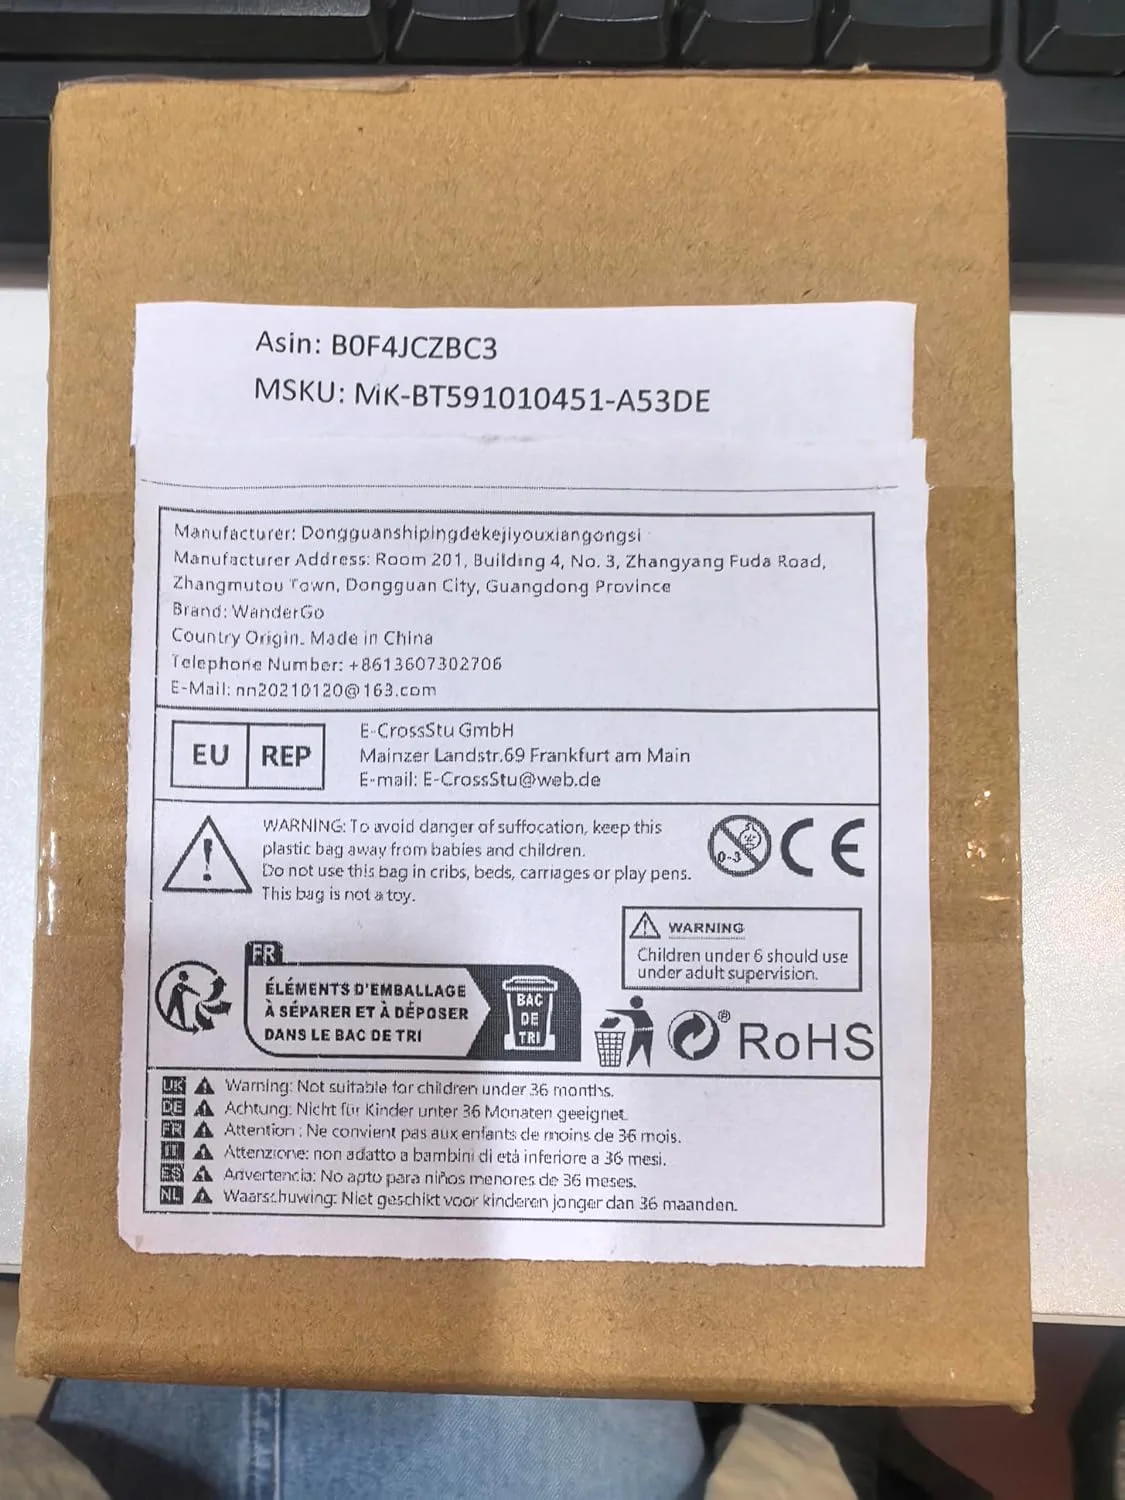 Asin: B0F4JCZBC3
MSKU: MK-BT591010451-A53DE
Manufacturer: Dongguanshipingdekejiyouxiangongsi
Manufacturer Address: Room 201, Building 4, No. 3, Zhangyang Fuda Road,
Zhangmutou Town, Dongguan City, Guangdong Province
Brand: WanderGo
Country Origin. Made in China
Telephone Number: +8613607302706
E-Mail: nn20210120@163.com
EU REP
E-CrossStu GmbH
Mainzer Landstr.69 Frankfurt am Main
E-mail: E-CrossStu@web.de
WARNING: To avoid danger of suffocation, keep this
plastic bag away from babies and children.
Do not use this bag in cribs, beds, carriages or play pens.
This bag is not a toy.
0-3
CE
WARNING
Children under 6 should use
under adult supervision.
FR
ÉLÉMENTS D'EMBALLAGE
À SÉPARER ET À DÉPOSER
DANS LE BAC DE TRI
BAC
DE
TRI
® RoHS
UK Warning: Not suitable for children under 36 months.
DE Achtung: Nicht für Kinder unter 36 Monaten geeignet.
FR Attention : Ne convient pas aux enfants de moins de 36 mois.
IT Attenzione: non adatto a bambini di età inferiore a 36 mesi.
ES Advertencia: No apto para niños menores de 36 meses.
NL Waarschuwing: Niet geschikt voor kinderen jonger dan 36 maanden.